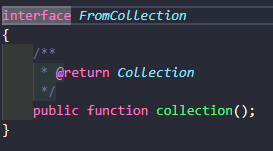 interface FromCollection
{
    /**
     * @return Collection
     */
    public function collection();
}